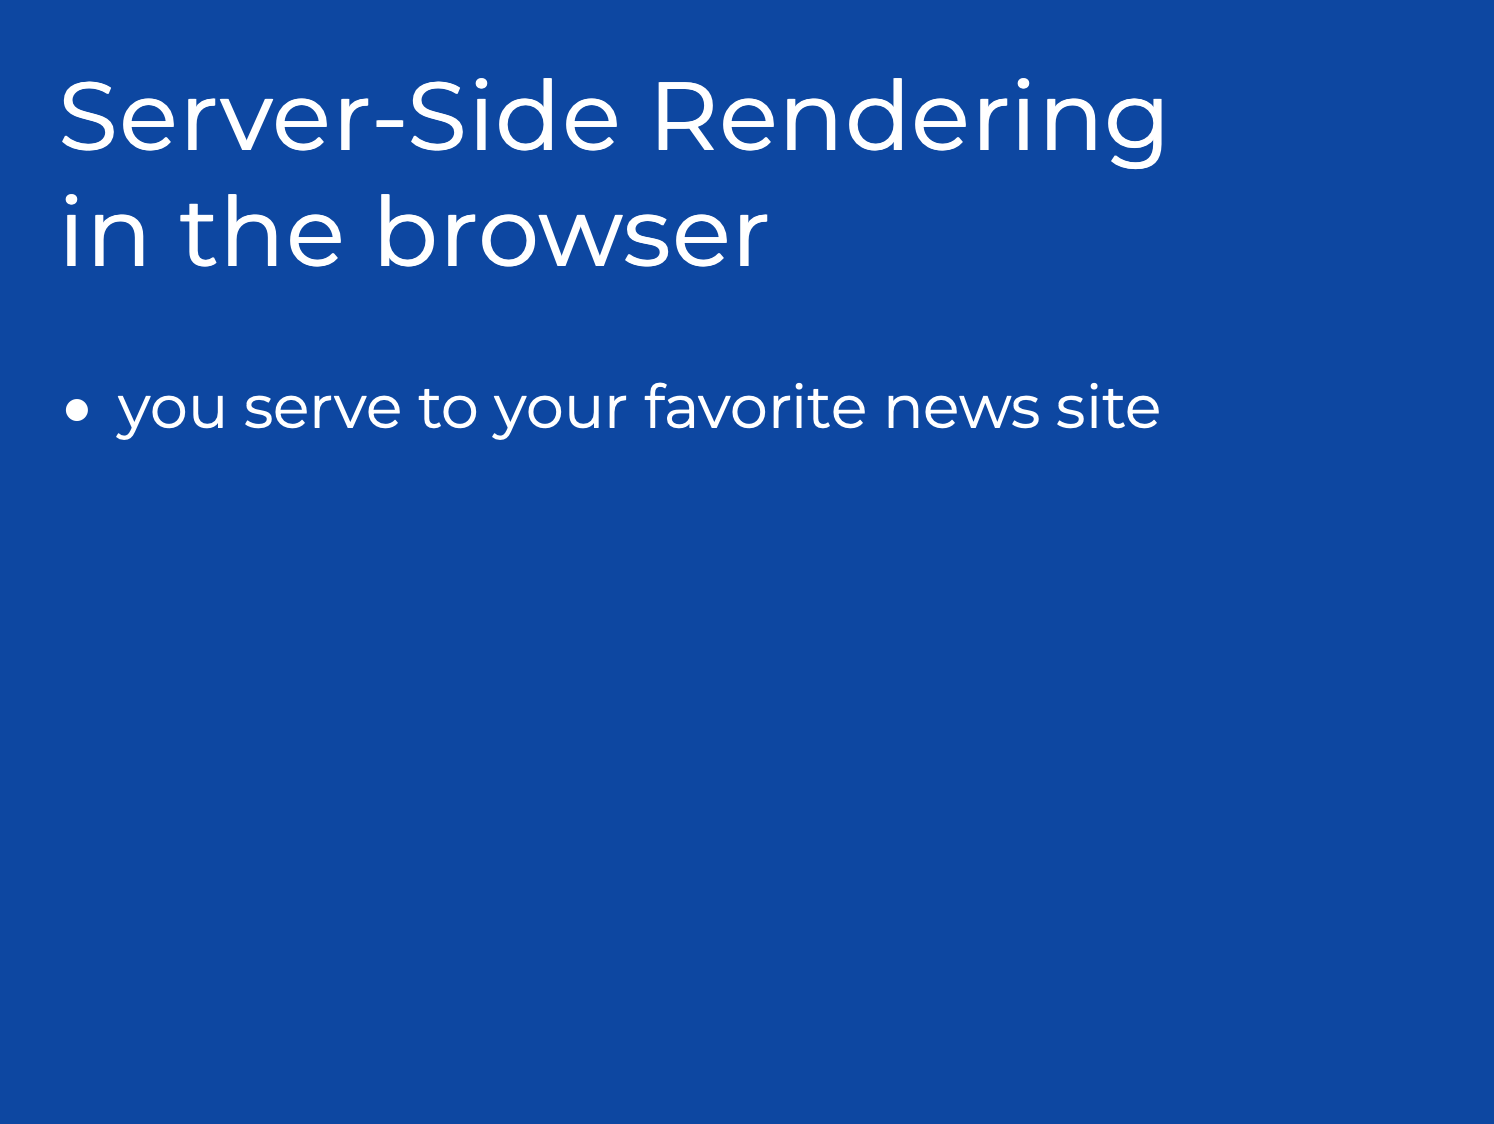 Server-Side Rendering
in the browser
● you serve to your favorite news site